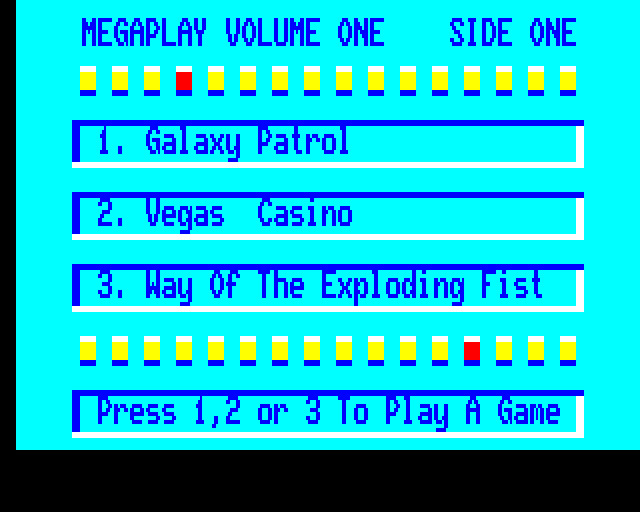 MEGAPLAY VOLUME ONE    SIDE ONE
1. Galaxy Patrol
2. Vegas  Casino
3. Way Of The Exploding Fist
Press 1,2 or 3 To Play A Game